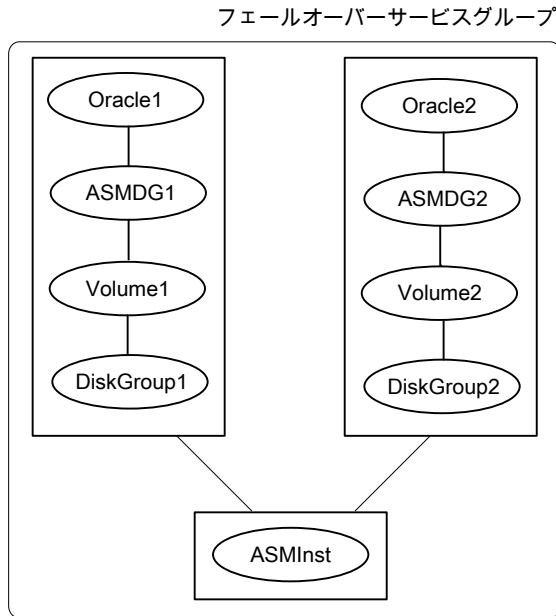 フェールオーバーサービスグループ
Oracle1
ASMDG1
Volume1
DiskGroup1
Oracle2
ASMDG2
Volume2
DiskGroup2
ASMInst